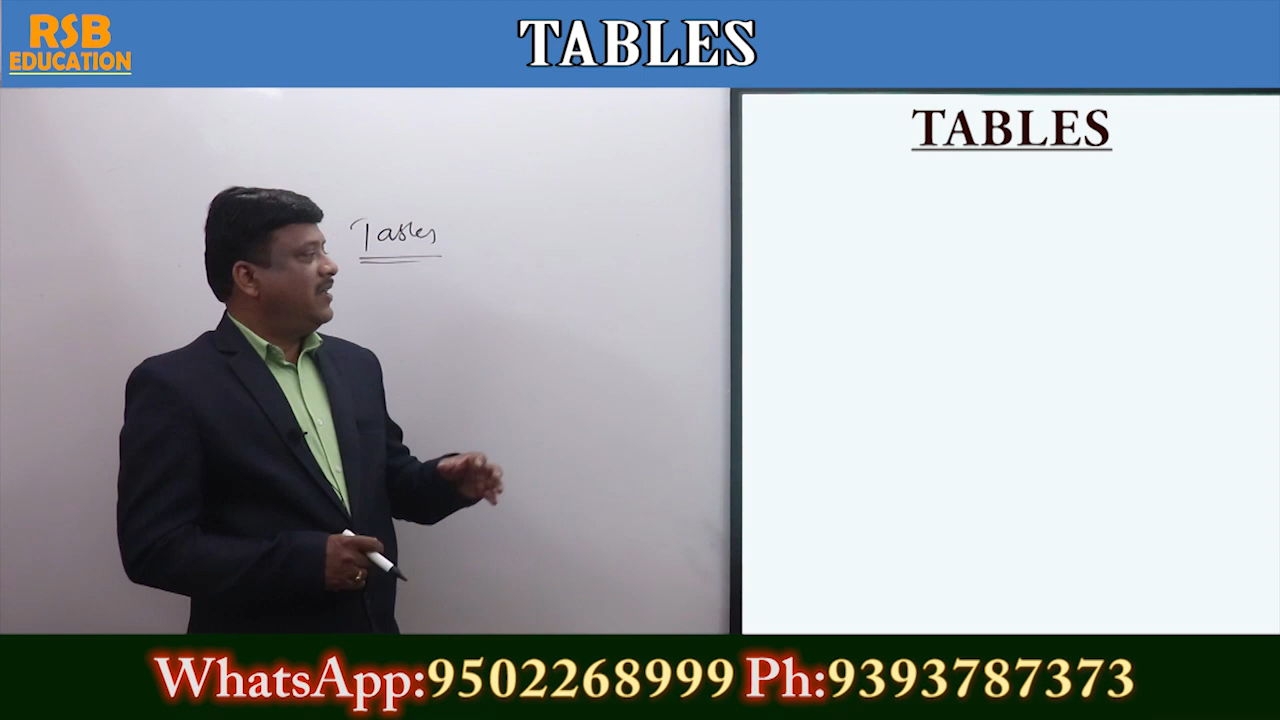 RSB
EDUCATION
TABLES
Tables
TABLES
WhatsApp:9502268999 Ph:9393787373